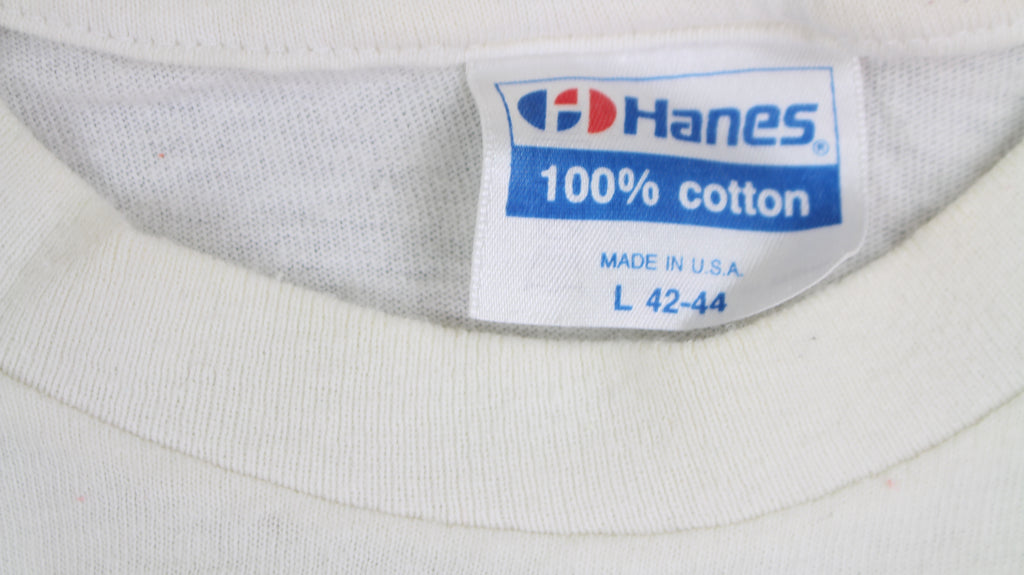 Hanes®
100% cotton
MADE IN U.S.A.
L 42-44